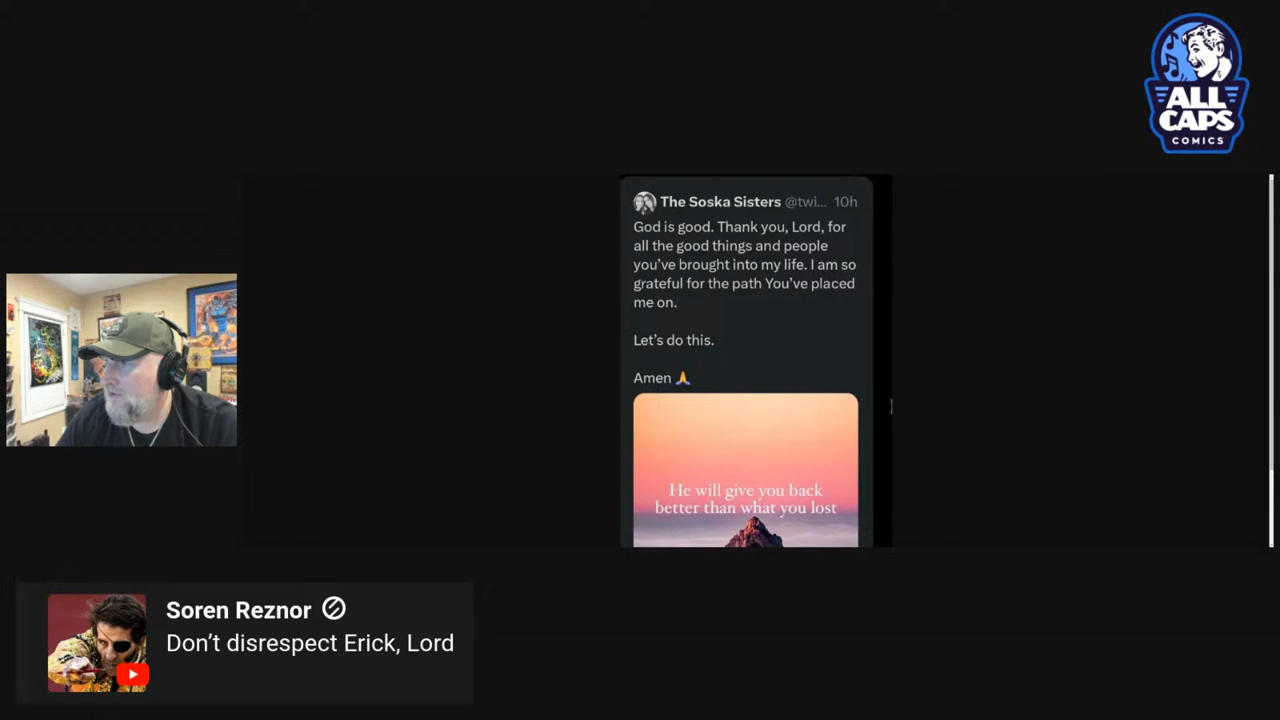 ALL
CAPS
COMICS
The Soska Sisters @twi... 10h
God is good. Thank you, Lord, for
all the good things and people
you've brought into my life. I am so
grateful for the path You've placed
me on.
Let's do this.
Amen 🙏
He will give you back
better than what you lost
Soren Reznor
Don't disrespect Erick, Lord